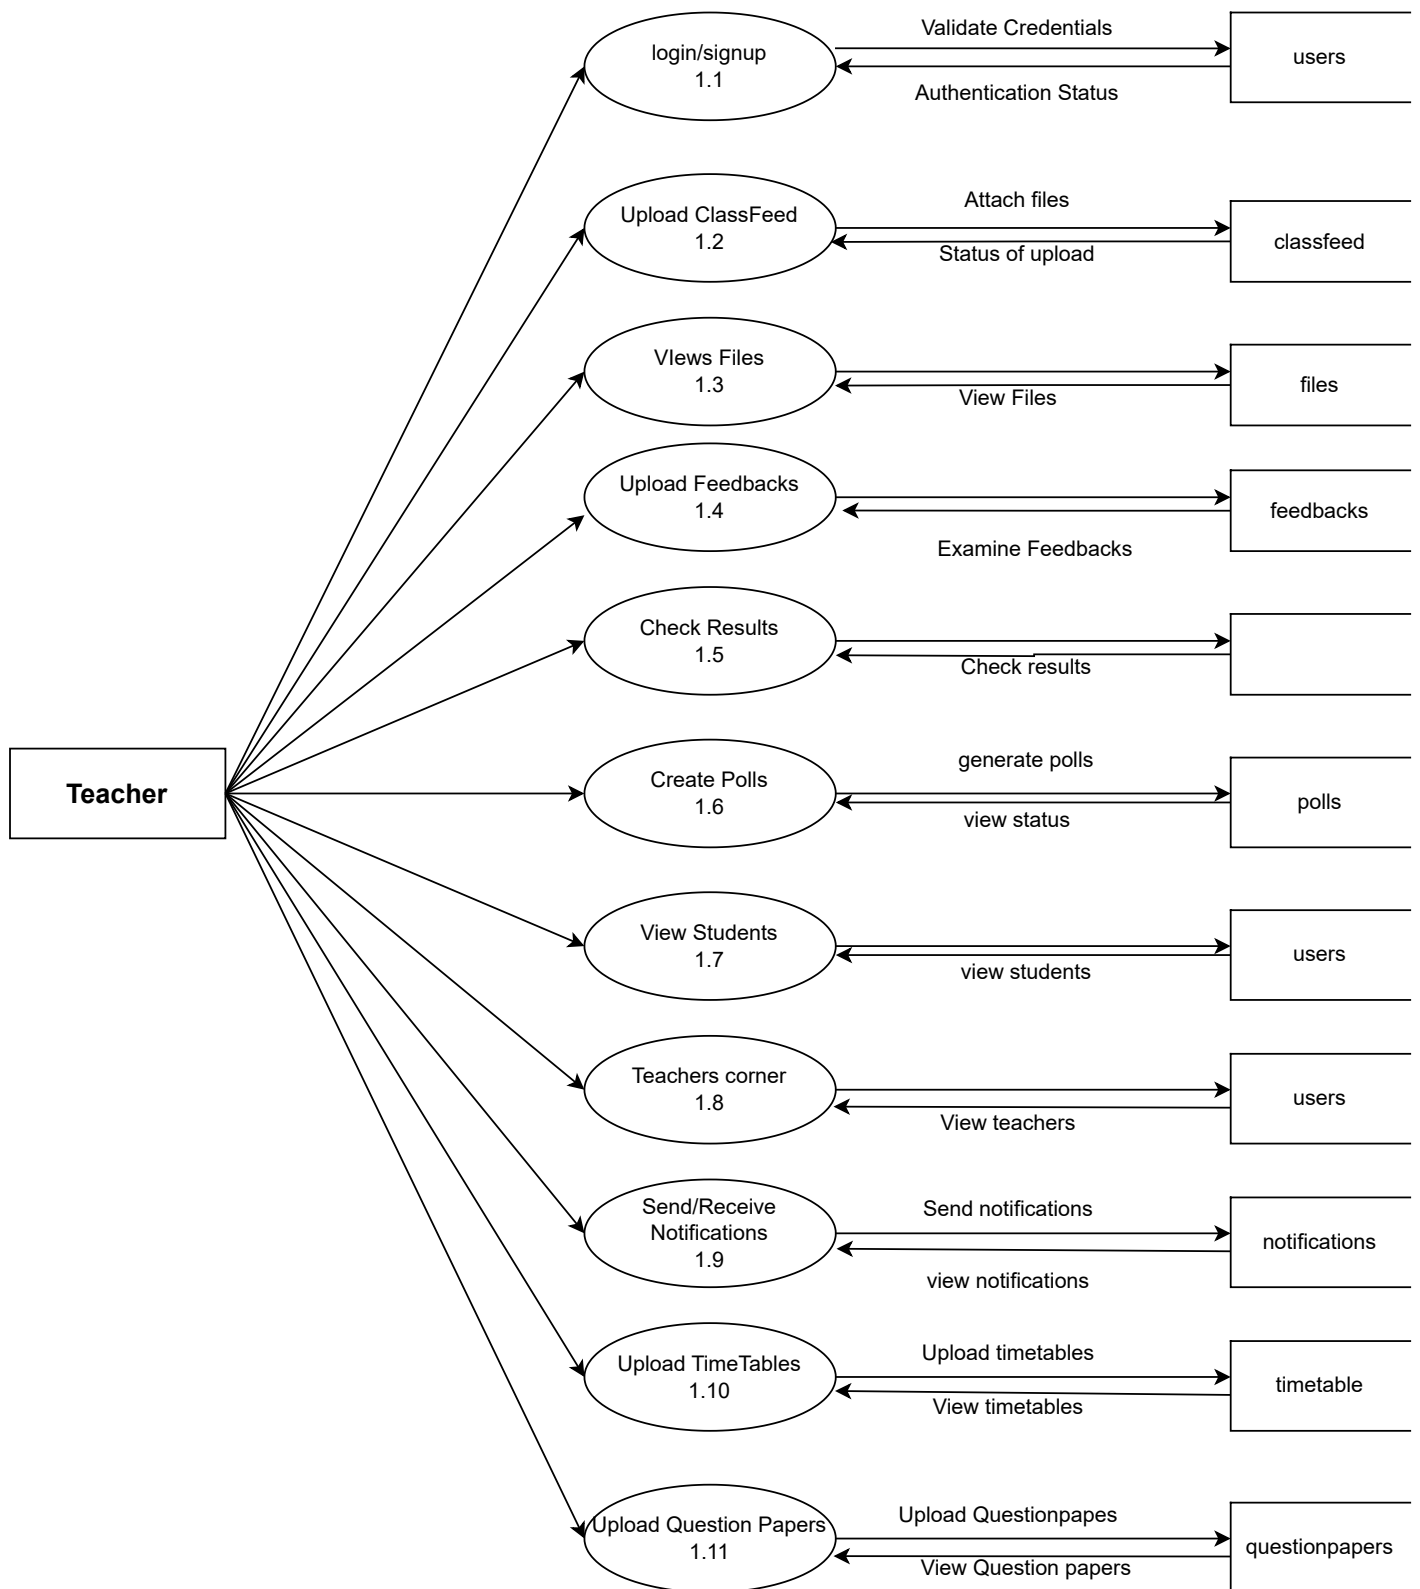 Validate Credentials
login/signup
1.1
users
Authentication Status
Attach files
Upload ClassFeed
1.2
classfeed
Status of upload
VIews Files
1.3
files
View Files
Upload Feedbacks
1.4
feedbacks
Examine Feedbacks
Check Results
1.5
Check results
Teacher
generate polls
Create Polls
1.6
polls
view status
View Students
1.7
users
view students
Teachers corner
1.8
users
View teachers
Send/Receive
Notifications
1.9
Send notifications
notifications
view notifications
Upload timetables
Upload TimeTables
1.10
timetable
View timetables
Upload Questionpapes
Upload Question Papers
1.11
questionpapers
View Question papers